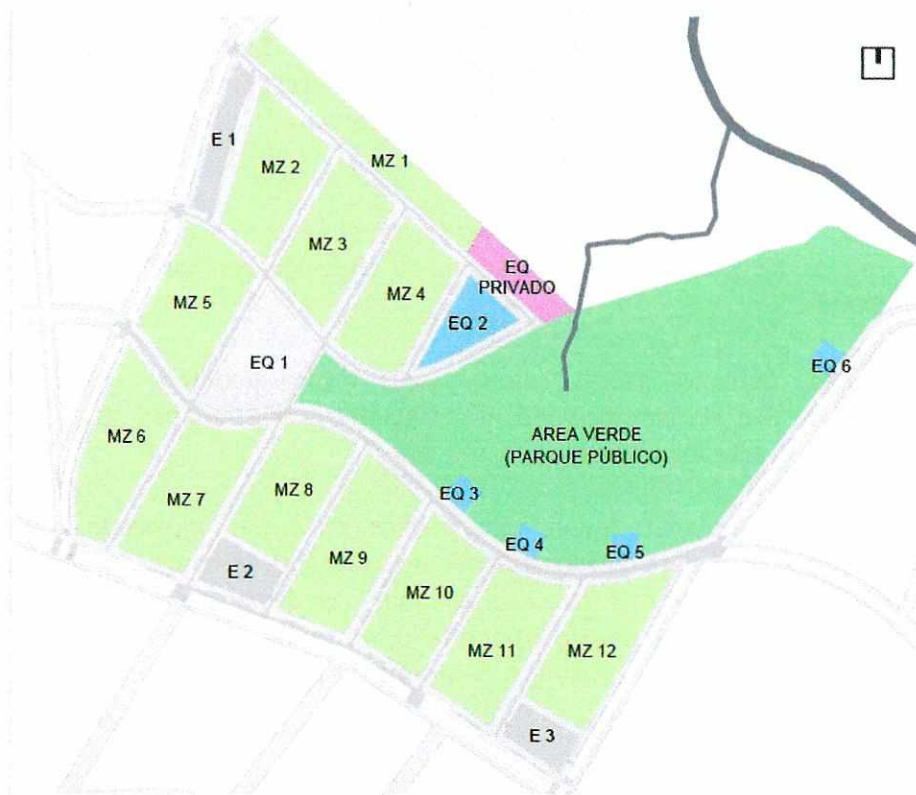 E 1
MZ 2
MZ 1
MZ 3
MZ 4
EQ
PRIVADO
MZ 5
EQ 2
EQ 1
EQ 6
MZ 6
AREA VERDE
(PARQUE PÚBLICO)
MZ 7
MZ 8
EQ 3
EQ 4
EQ 5
E 2
MZ 9
MZ 10
MZ 11
MZ 12
E 3